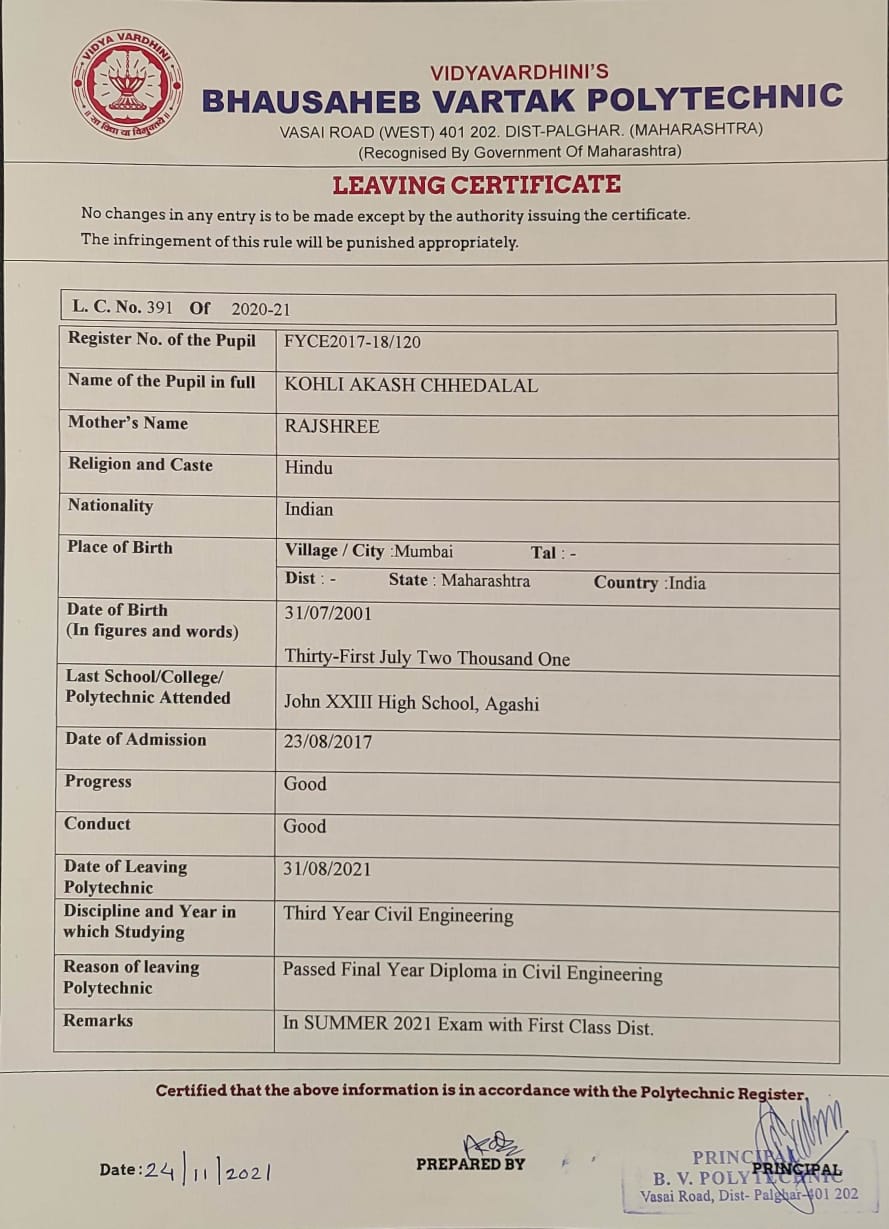 VIDYA VARDHINI
॥ सा विद्या या विमुक्तये ॥
VIDYAVARDHINI'S
BHAUSAHEB VARTAK POLYTECHNIC
VASAI ROAD (WEST) 401 202. DIST-PALGHAR. (MAHARASHTRA)
(Recognised By Government Of Maharashtra)
LEAVING CERTIFICATE
No changes in any entry is to be made except by the authority issuing the certificate.
The infringement of this rule will be punished appropriately.
L. C. No. 391 Of 2020-21
Register No. of the Pupil FYCE2017-18/120
Name of the Pupil in full KOHLI AKASH CHHEDALAL
Mother's Name RAJSHREE
Religion and Caste Hindu
Nationality Indian
Place of Birth Village / City :Mumbai Tal : -
Dist : - State : Maharashtra Country :India
Date of Birth 31/07/2001
(In figures and words)
Thirty-First July Two Thousand One
Last School/College/
Polytechnic Attended John XXIII High School, Agashi
Date of Admission 23/08/2017
Progress Good
Conduct Good
Date of Leaving 31/08/2021
Polytechnic
Discipline and Year in Third Year Civil Engineering
which Studying
Reason of leaving Passed Final Year Diploma in Civil Engineering
Polytechnic
Remarks In SUMMER 2021 Exam with First Class Dist.
Certified that the above information is in accordance with the Polytechnic Register.
Date: 24/11/2021 PREPARED BY PRINCIPAL
PRINCIPAL
B. V. POLYTECHNIC
Vasai Road, Dist- Palghar-401 202